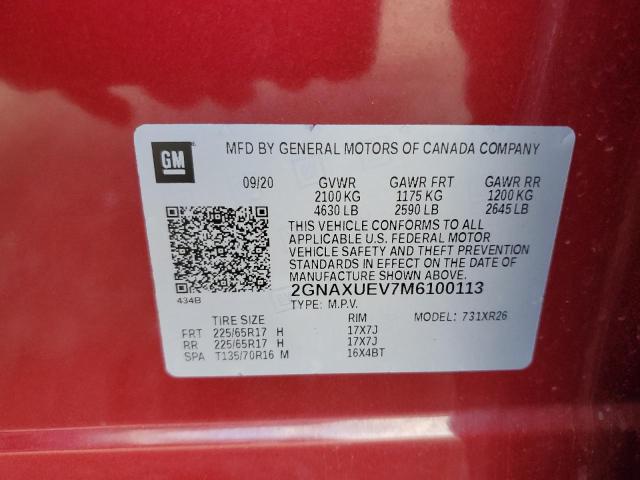 GM
MFD BY GENERAL MOTORS OF CANADA COMPANY
09/20 GVWR GAWR FRT GAWR RR
2100 KG 1175 KG 1200 KG
4630 LB 2590 LB 2645 LB
THIS VEHICLE CONFORMS TO ALL
APPLICABLE U.S. FEDERAL MOTOR
VEHICLE SAFETY AND THEFT PREVENTION
STANDARDS IN EFFECT ON THE DATE OF
MANUFACTURE SHOWN ABOVE.
434B
2GNAXUEV7M6100113
TYPE: M.P.V. MODEL: 731XR26
TIRE SIZE RIM
FRT 225/65R17 H 17X7J
RR 225/65R17 H 17X7J
SPA T135/70R16 M 16X4BT